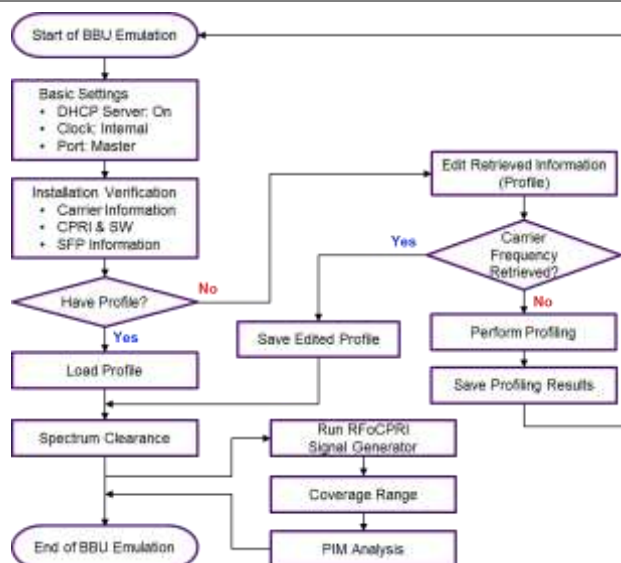 Start of BBU Emulation
Basic Settings
• DHCP Server: On
• Clock: Internal
• Port: Master
Installation Verification
• Carrier Information
• CPRI & SW
• SFP Information
Have Profile?
No
Yes
Load Profile
Spectrum Clearance
End of BBU Emulation
Edit Retrieved Information
(Profile)
Carrier
Frequency
Retrieved?
Yes
No
Save Edited Profile
Perform Profiling
Save Profiling Results
Run RFoCPRI
Signal Generator
Coverage Range
PIM Analysis